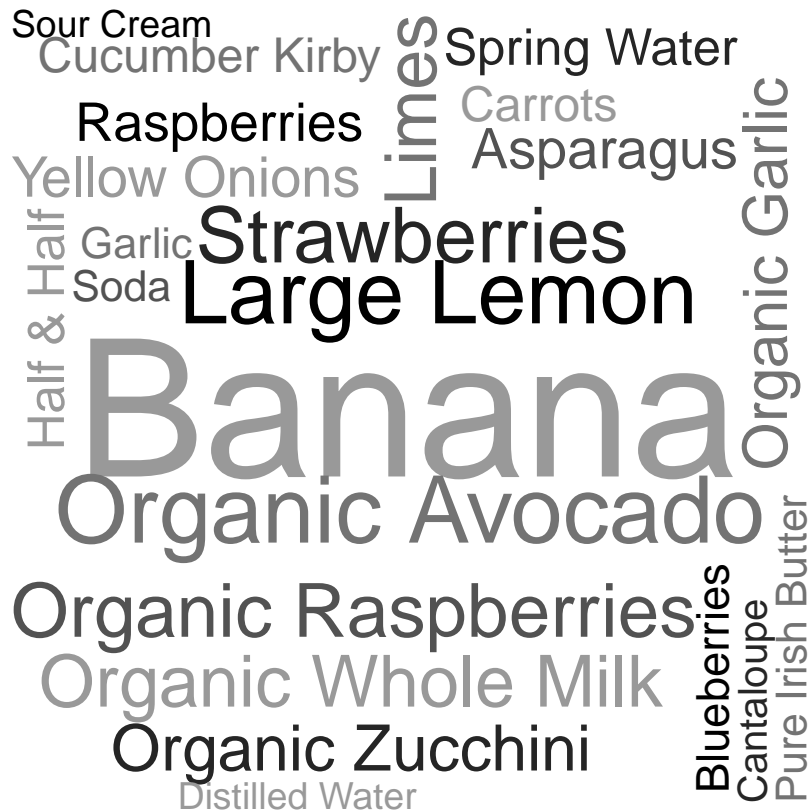 Sour Cream
Cucumber Kirby
Limes
Spring Water
Raspberries
Carrots
Asparagus
Organic Garlic
Yellow Onions
Half & Half
Garlic
Strawberries
Soda
Large Lemon
Banana
Organic Avocado
Organic Raspberries
Blueberries
Cantaloupe
Pure Irish Butter
Organic Whole Milk
Organic Zucchini
Distilled Water